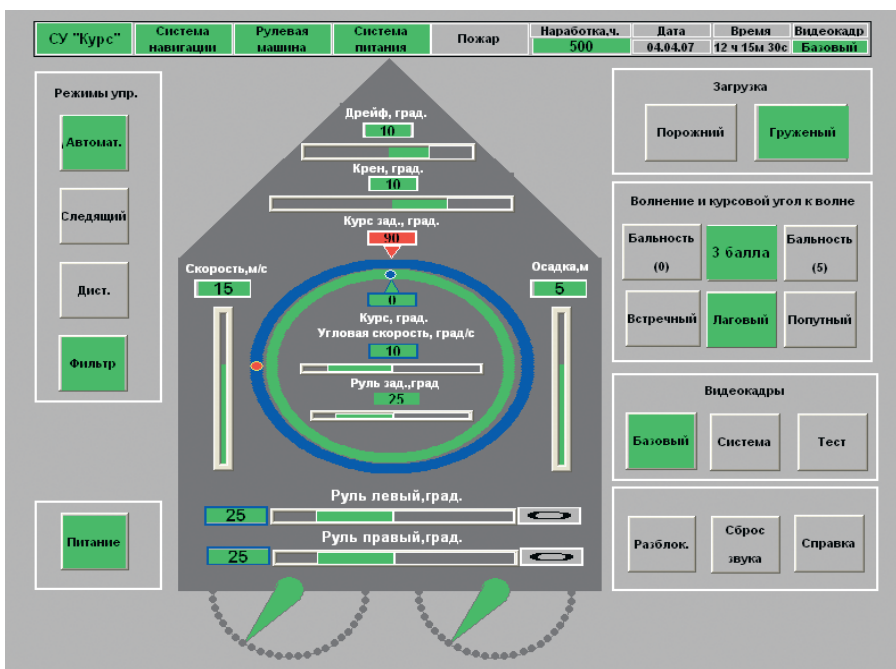 СУ "Курс"
Система
навигации
Рулевая
машина
Система
питания
Пожар
Наработка,ч.
500
Дата
04.04.07
Время
12 ч 15м 30с
Видеокадр
Базовый
Режимы упр.
Автомат.
Следящий
Дист.
Фильтр
Питание
Дрейф, град.
10
Крен, град.
10
Курс зад., град.
90
Скорость,м/с
15
Осадка,м
5
0
Курс, град.
Угловая скорость, град/с
10
Руль зад.,град
25
Руль левый,град.
25
Руль правый,град.
25
Загрузка
Порожний
Груженый
Волнение и курсовой угол к волне
Бальность
(0)
3 балла
Бальность
(5)
Встречный
Лаговый
Попутный
Видеокадры
Базовый
Система
Тест
Разблок.
Сброс
звука
Справка